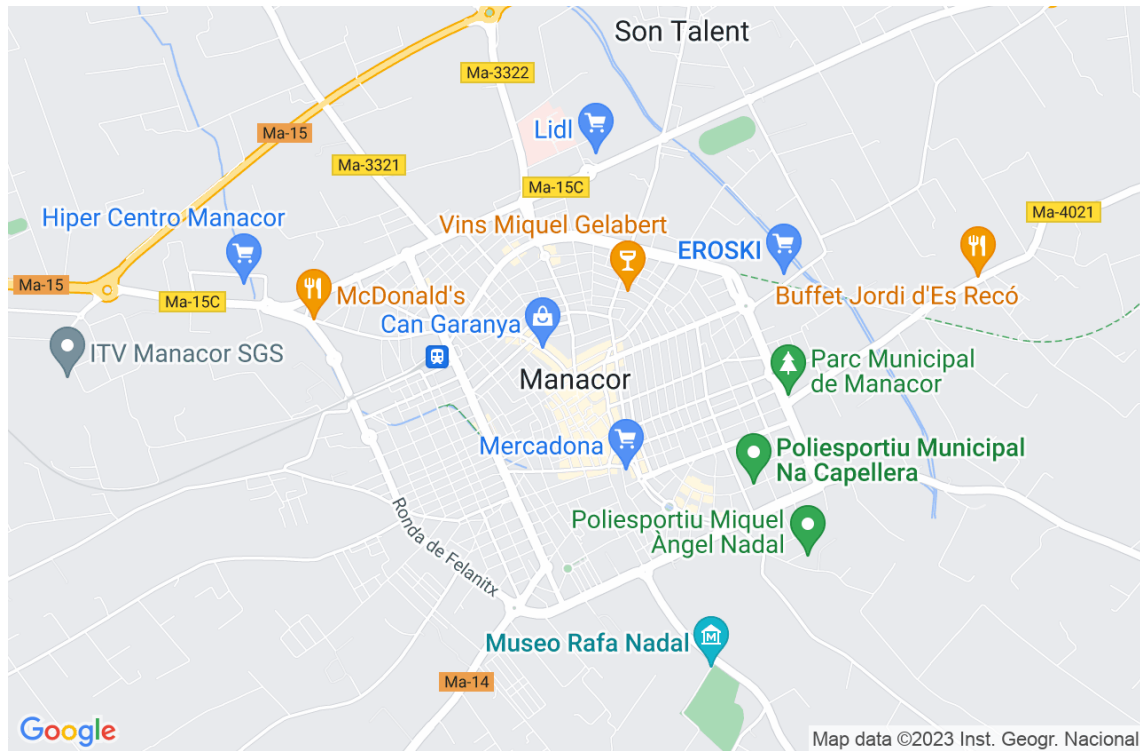 Son Talent
Ma-3322
Lidl
Ma-15
Ma-3321
Ma-15C
Ma-4021
Hiper Centro Manacor
Vins Miquel Gelabert
EROSKI
Ma-15
Ma-15C
McDonald's
Buffet Jordi d'Es Recó
Can Garanya
ITV Manacor SGS
Parc Municipal
de Manacor
Manacor
Mercadona
Poliesportiu Municipal
Na Capellera
Poliesportiu Miquel
Àngel Nadal
Ronda de Felanitx
Museo Rafa Nadal
M
Ma-14
Google
Map data ©2023 Inst. Geogr. Nacional